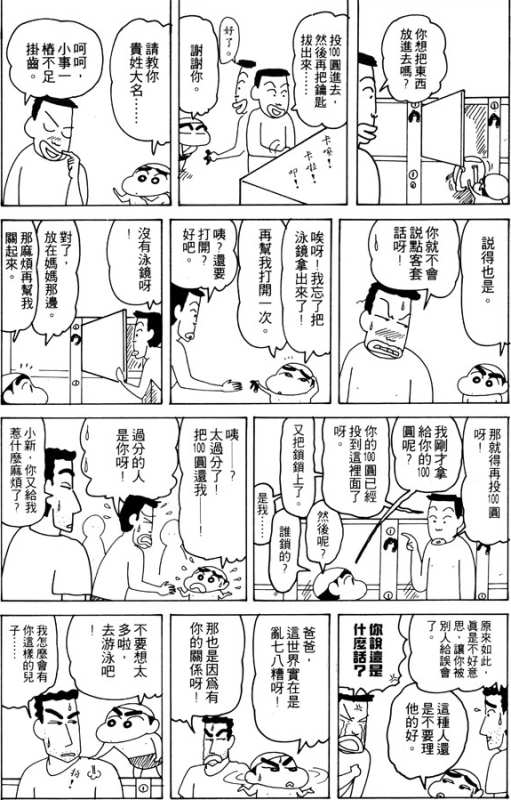 你想把東西
放進去嗎?
投100圓進去,
然後再把鑰匙
拔出來……
好了。
謝謝你。
卡啷!
卡啦!
叩!
請教你
貴姓大名……
呵呵,
小事一
樁不足
掛齒。
說得也是。
你就不會
說點客套
話呀!
唉呀!我忘了把
泳鏡拿出來了!
再幫我打開一次。
咦?還要
打開?
好吧。
沒有泳鏡呀
!
對了,
放在媽媽那邊。
那麻煩再幫我
關起來。
那就得再投100圓
呀!
我剛才拿
給你的100
圓呢?
你的100圓已經
投到這裡面了
呀。
又把鎖鎖上了。
然後呢?
誰鎖的?
是我……
咦 ?
太過分了!
把100圓還我
!
過分的人
是你呀!
小新,你又給我
惹什麼麻煩了?
原來如此,
真是不好意
思,讓你被
別人給誤會
了。
這種人還
是不要理
他的好。
你說這是
什麼話?
爸爸,
這世界實在是
亂七八糟呀!
那也是因為有
你的關係呀!
不要想太
多啦,
去游泳吧
!
我怎麼會有
你這樣的兒
子……